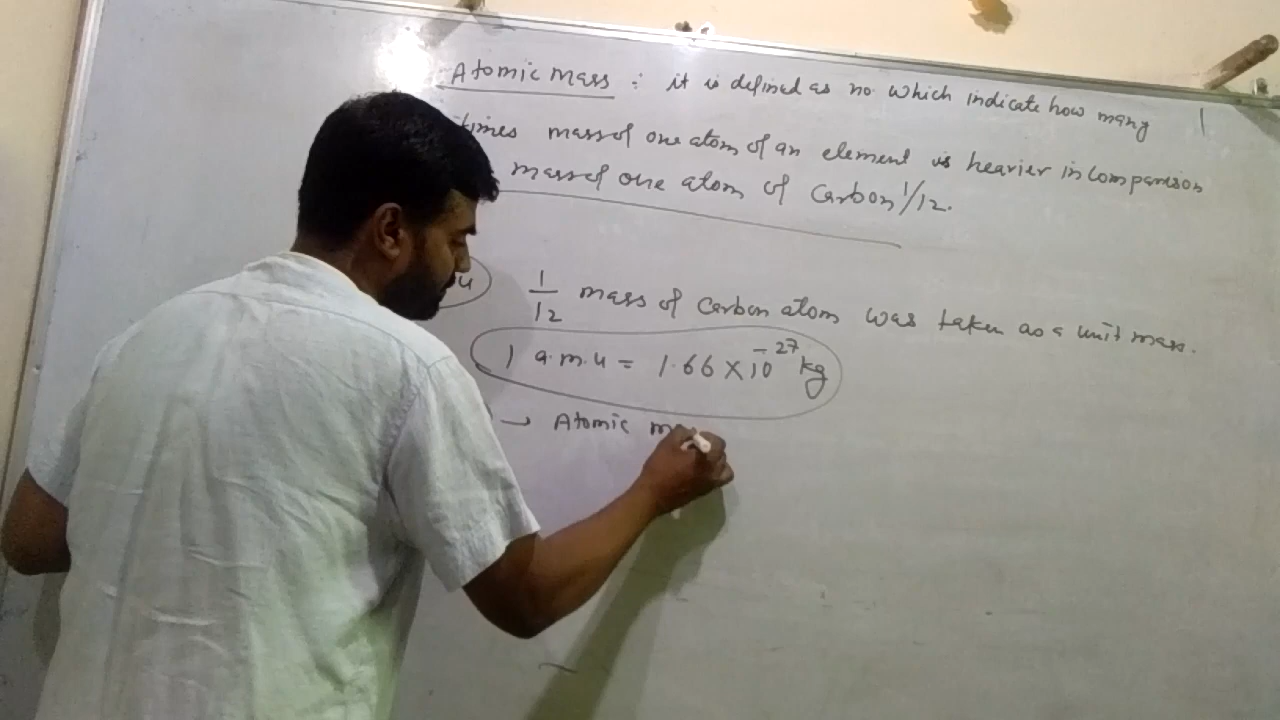 Atomic Mass : it is defined as no. which indicate how many
times mass of one atom of an element is heavier in comparison
mass of one atom of Carbon 1/12.
1/12 mass of carbon atom was taken as a unit mass.
1 a.m.u = 1.66 × 10⁻²⁷ kg
→ Atomic m